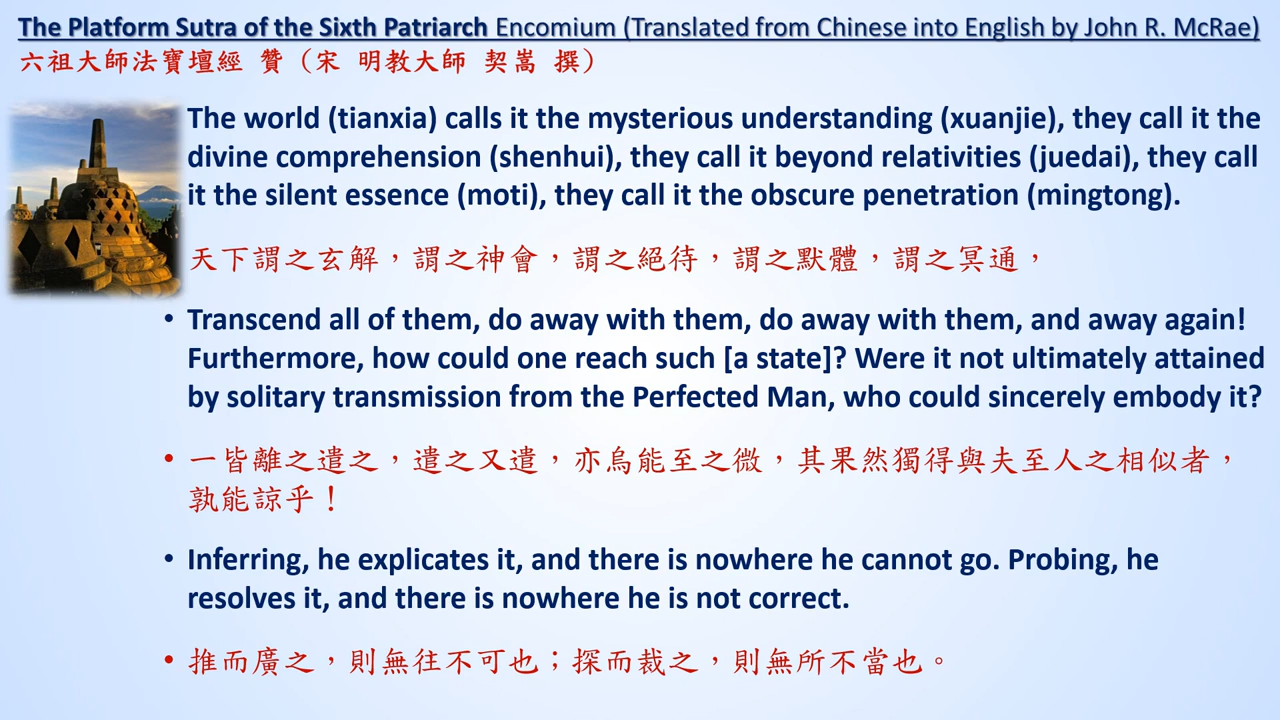 The Platform Sutra of the Sixth Patriarch Encomium (Translated from Chinese into English by John R. McRae)
六祖大師法寶壇經 贊 (宋 明教大師 契嵩 撰)
The world (tianxia) calls it the mysterious understanding (xuanjie), they call it the
divine comprehension (shenhui), they call it beyond relativities (juedai), they call
it the silent essence (moti), they call it the obscure penetration (mingtong).
天下謂之玄解，謂之神會，謂之絕待，謂之默體，謂之冥通，
• Transcend all of them, do away with them, do away with them, and away again!
Furthermore, how could one reach such [a state]? Were it not ultimately attained
by solitary transmission from the Perfected Man, who could sincerely embody it?
• 一皆離之遣之，遣之又遣，亦烏能至之微，其果然獨得與夫至人之相似者，
孰能諒乎！
• Inferring, he explicates it, and there is nowhere he cannot go. Probing, he
resolves it, and there is nowhere he is not correct.
• 推而廣之，則無往不可也；探而裁之，則無所不當也。